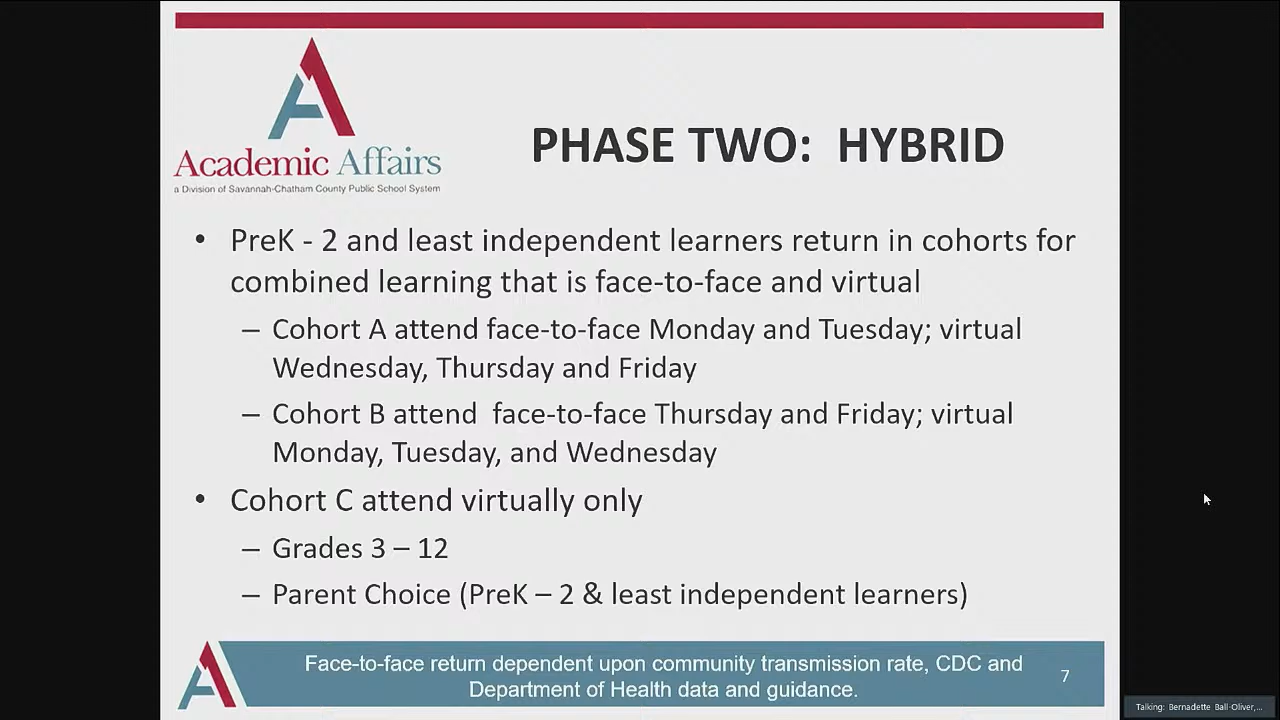 Academic Affairs
a Division of Savannah-Chatham County Public School System
PHASE TWO:  HYBRID
• PreK - 2 and least independent learners return in cohorts for
combined learning that is face-to-face and virtual
– Cohort A attend face-to-face Monday and Tuesday; virtual
Wednesday, Thursday and Friday
– Cohort B attend  face-to-face Thursday and Friday; virtual
Monday, Tuesday, and Wednesday
• Cohort C attend virtually only
– Grades 3 – 12
– Parent Choice (PreK – 2 & least independent learners)
Face-to-face return dependent upon community transmission rate, CDC and
Department of Health data and guidance.
7
Talking: Bernadette Ball-Oliver,...